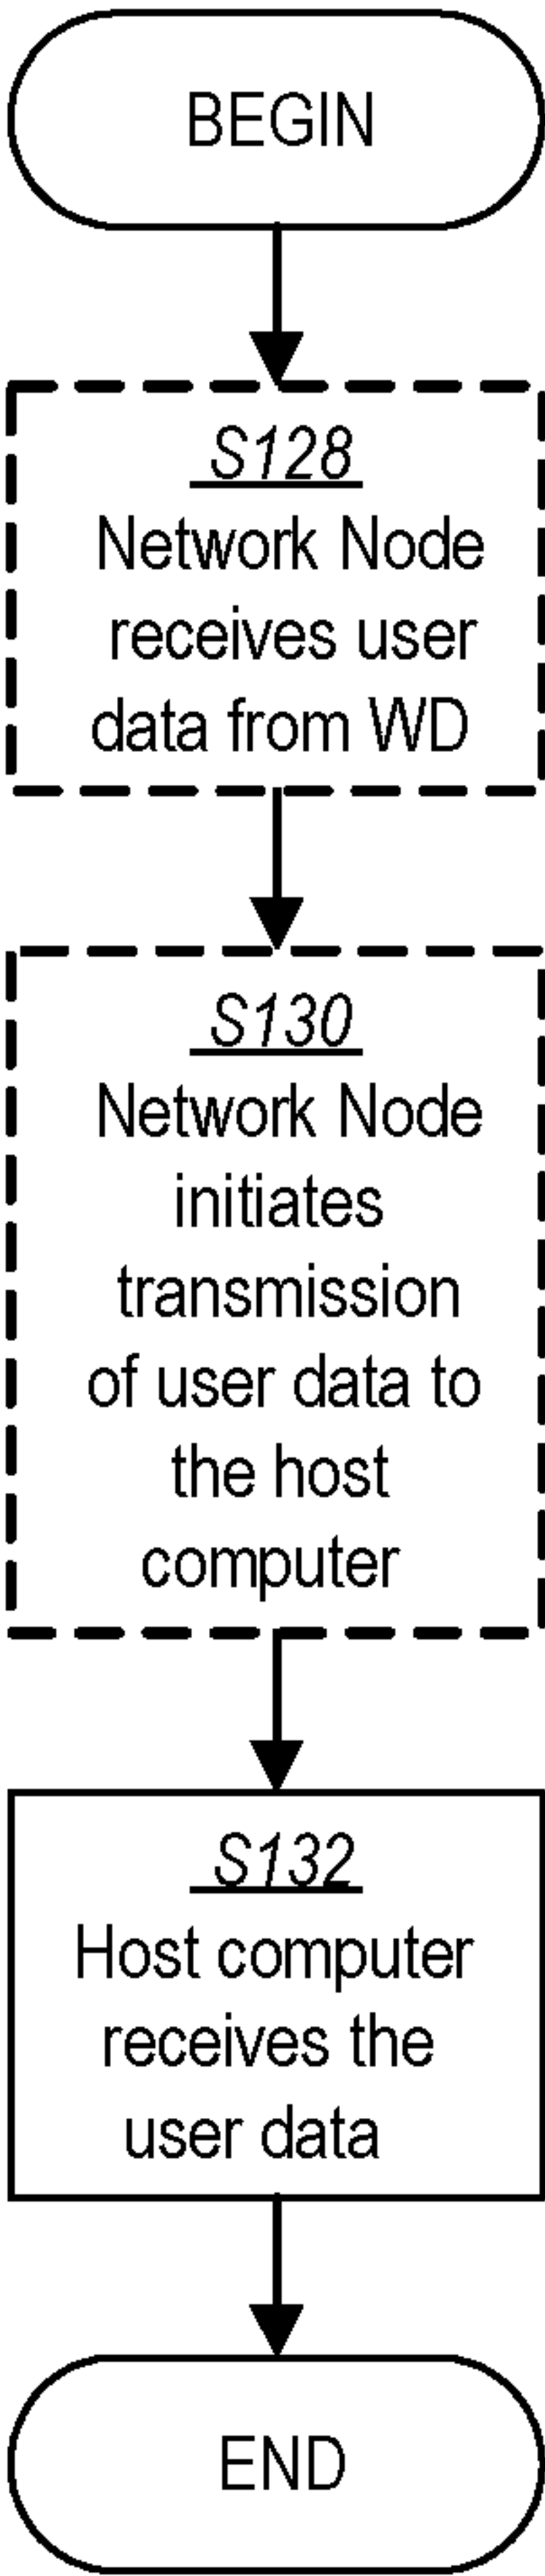 BEGIN
S128
Network Node
receives user
data from WD
S130
Network Node
initiates
transmission
of user data to
the host
computer
S132
Host computer
receives the
user data
END